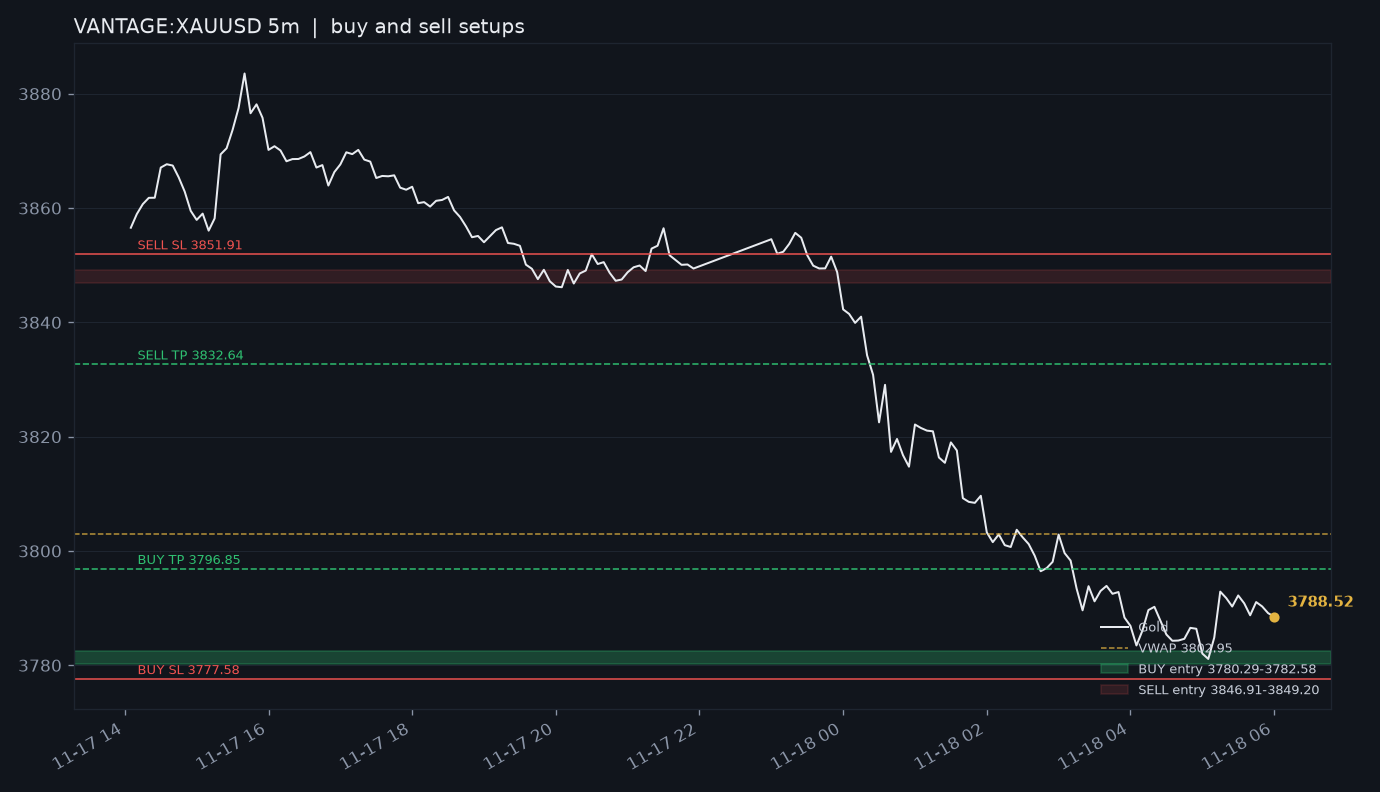 VANTAGE:XAUUSD 5m | buy and sell setups
3880
3860
SELL SL 3851.91
3840
SELL TP 3832.64
3820
3800
BUY TP 3796.85
3788.52
Gold
VWAP 3802.95
3780
BUY SL 3777.58
BUY entry 3780.29-3782.58
SELL entry 3846.91-3849.20
11-17 14
11-17 16
11-17 18
11-17 20
11-17 22
11-18 00
11-18 02
11-18 04
11-18 06